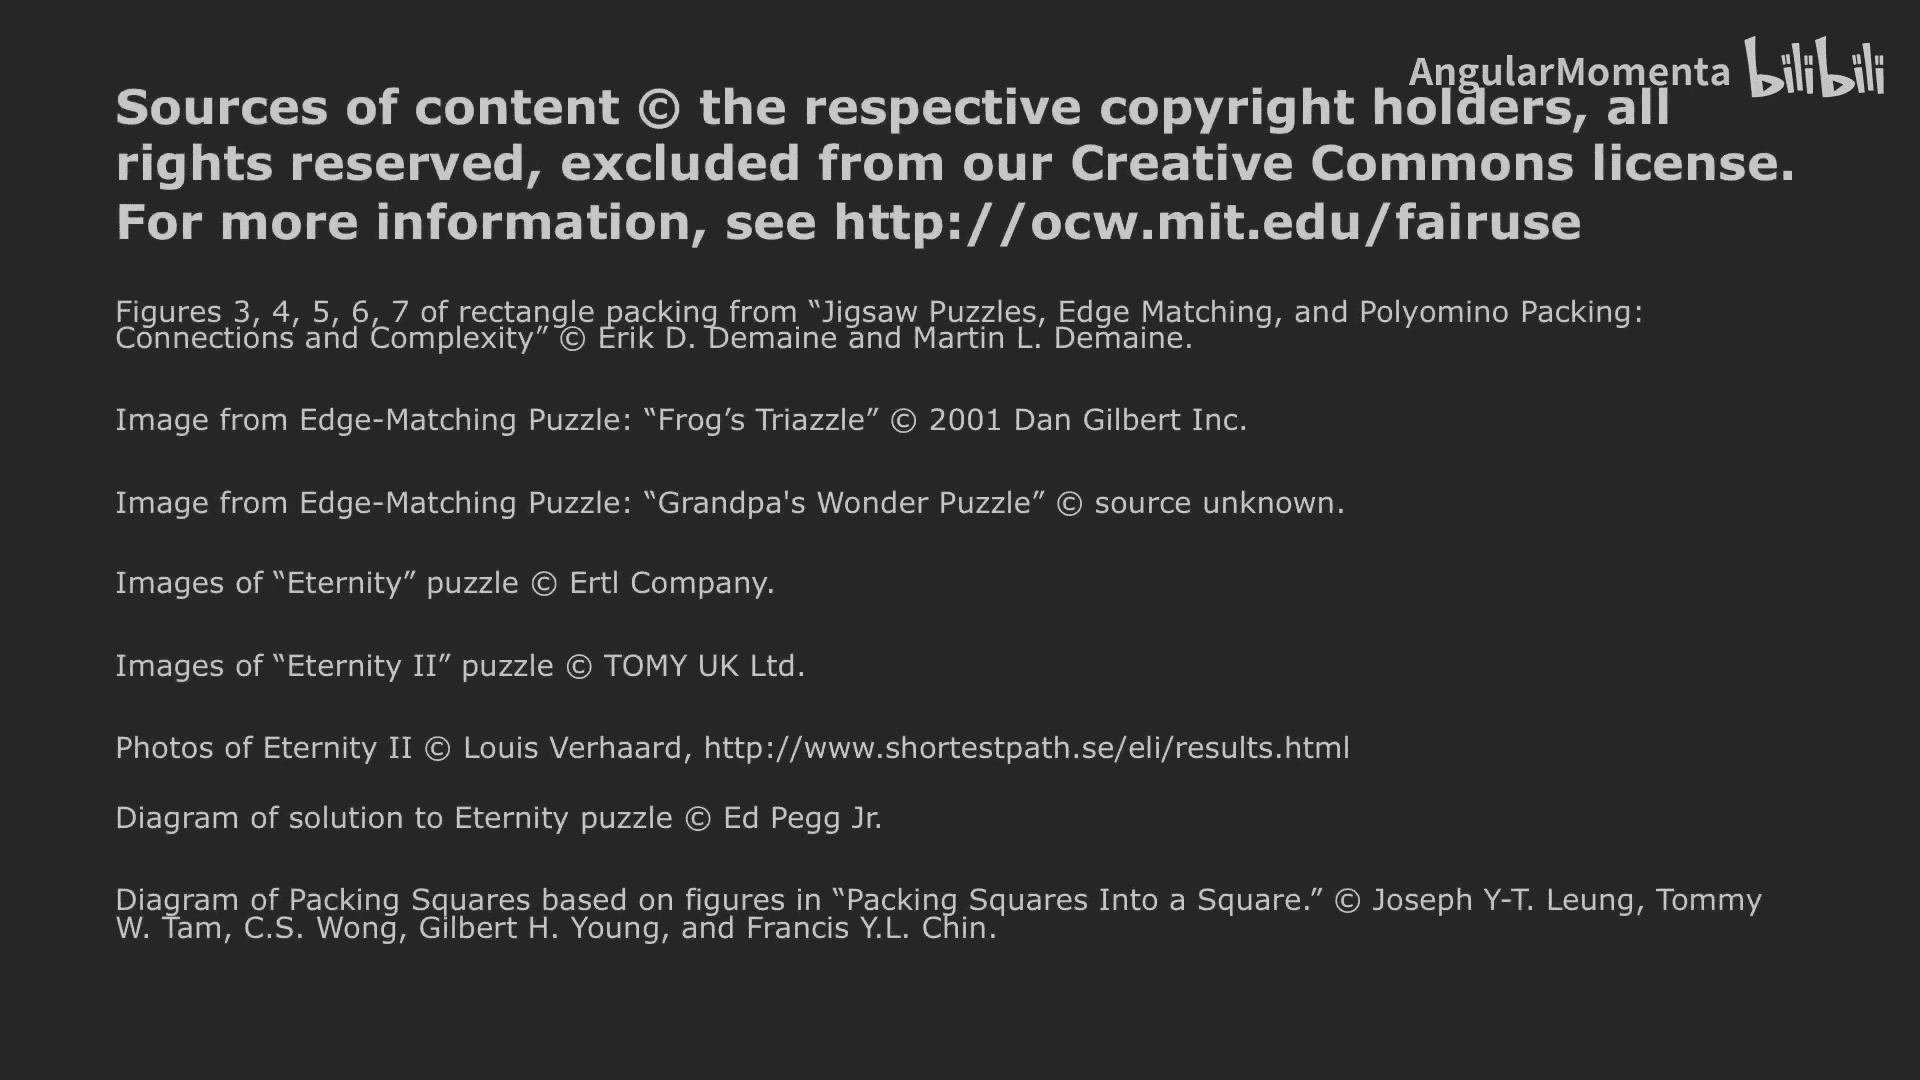 AngularMomenta bilibili
Sources of content © the respective copyright holders, all
rights reserved, excluded from our Creative Commons license.
For more information, see http://ocw.mit.edu/fairuse
Figures 3, 4, 5, 6, 7 of rectangle packing from “Jigsaw Puzzles, Edge Matching, and Polyomino Packing:
Connections and Complexity” © Erik D. Demaine and Martin L. Demaine.
Image from Edge-Matching Puzzle: “Frog’s Triazzle” © 2001 Dan Gilbert Inc.
Image from Edge-Matching Puzzle: “Grandpa's Wonder Puzzle” © source unknown.
Images of “Eternity” puzzle © Ertl Company.
Images of “Eternity II” puzzle © TOMY UK Ltd.
Photos of Eternity II © Louis Verhaard, http://www.shortestpath.se/eli/results.html
Diagram of solution to Eternity puzzle © Ed Pegg Jr.
Diagram of Packing Squares based on figures in “Packing Squares Into a Square.” © Joseph Y-T. Leung, Tommy
W. Tam, C.S. Wong, Gilbert H. Young, and Francis Y.L. Chin.